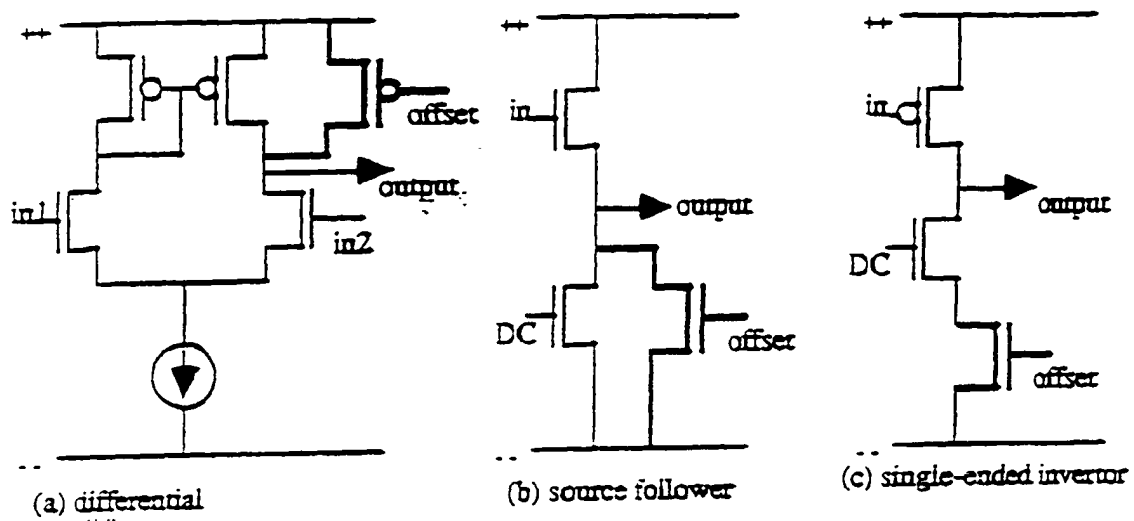 ++
offset
output
in1
in2
--
(a) differential
++
in
output
DC
offset
--
(b) source follower
++
in
output
DC
offset
--
(c) single-ended invertor